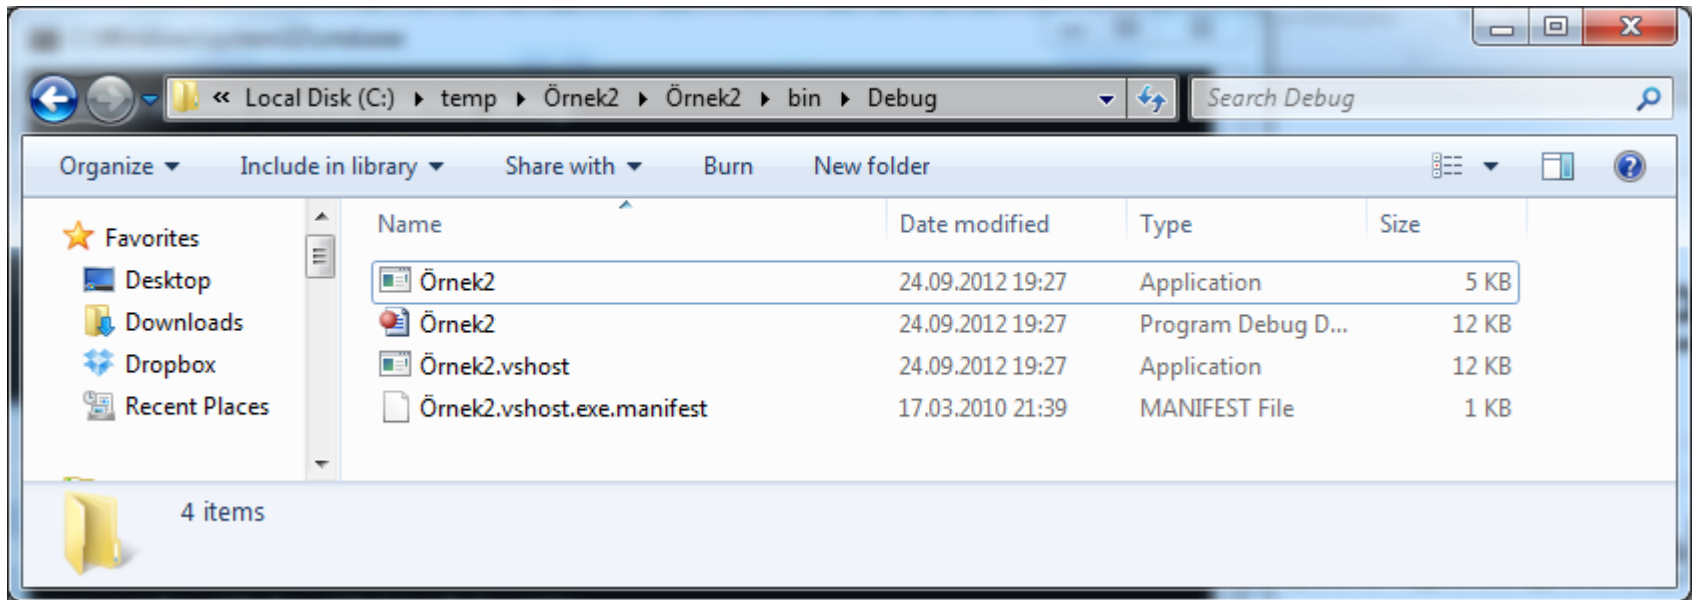 « Local Disk (C:) ▸ temp ▸ Örnek2 ▸ Örnek2 ▸ bin ▸ Debug
Search Debug
Organize Include in library Share with Burn New folder
Favorites
Desktop
Downloads
Dropbox
Recent Places
Name Date modified Type Size
Örnek2 24.09.2012 19:27 Application 5 KB
Örnek2 24.09.2012 19:27 Program Debug D... 12 KB
Örnek2.vshost 24.09.2012 19:27 Application 12 KB
Örnek2.vshost.exe.manifest 17.03.2010 21:39 MANIFEST File 1 KB
4 items